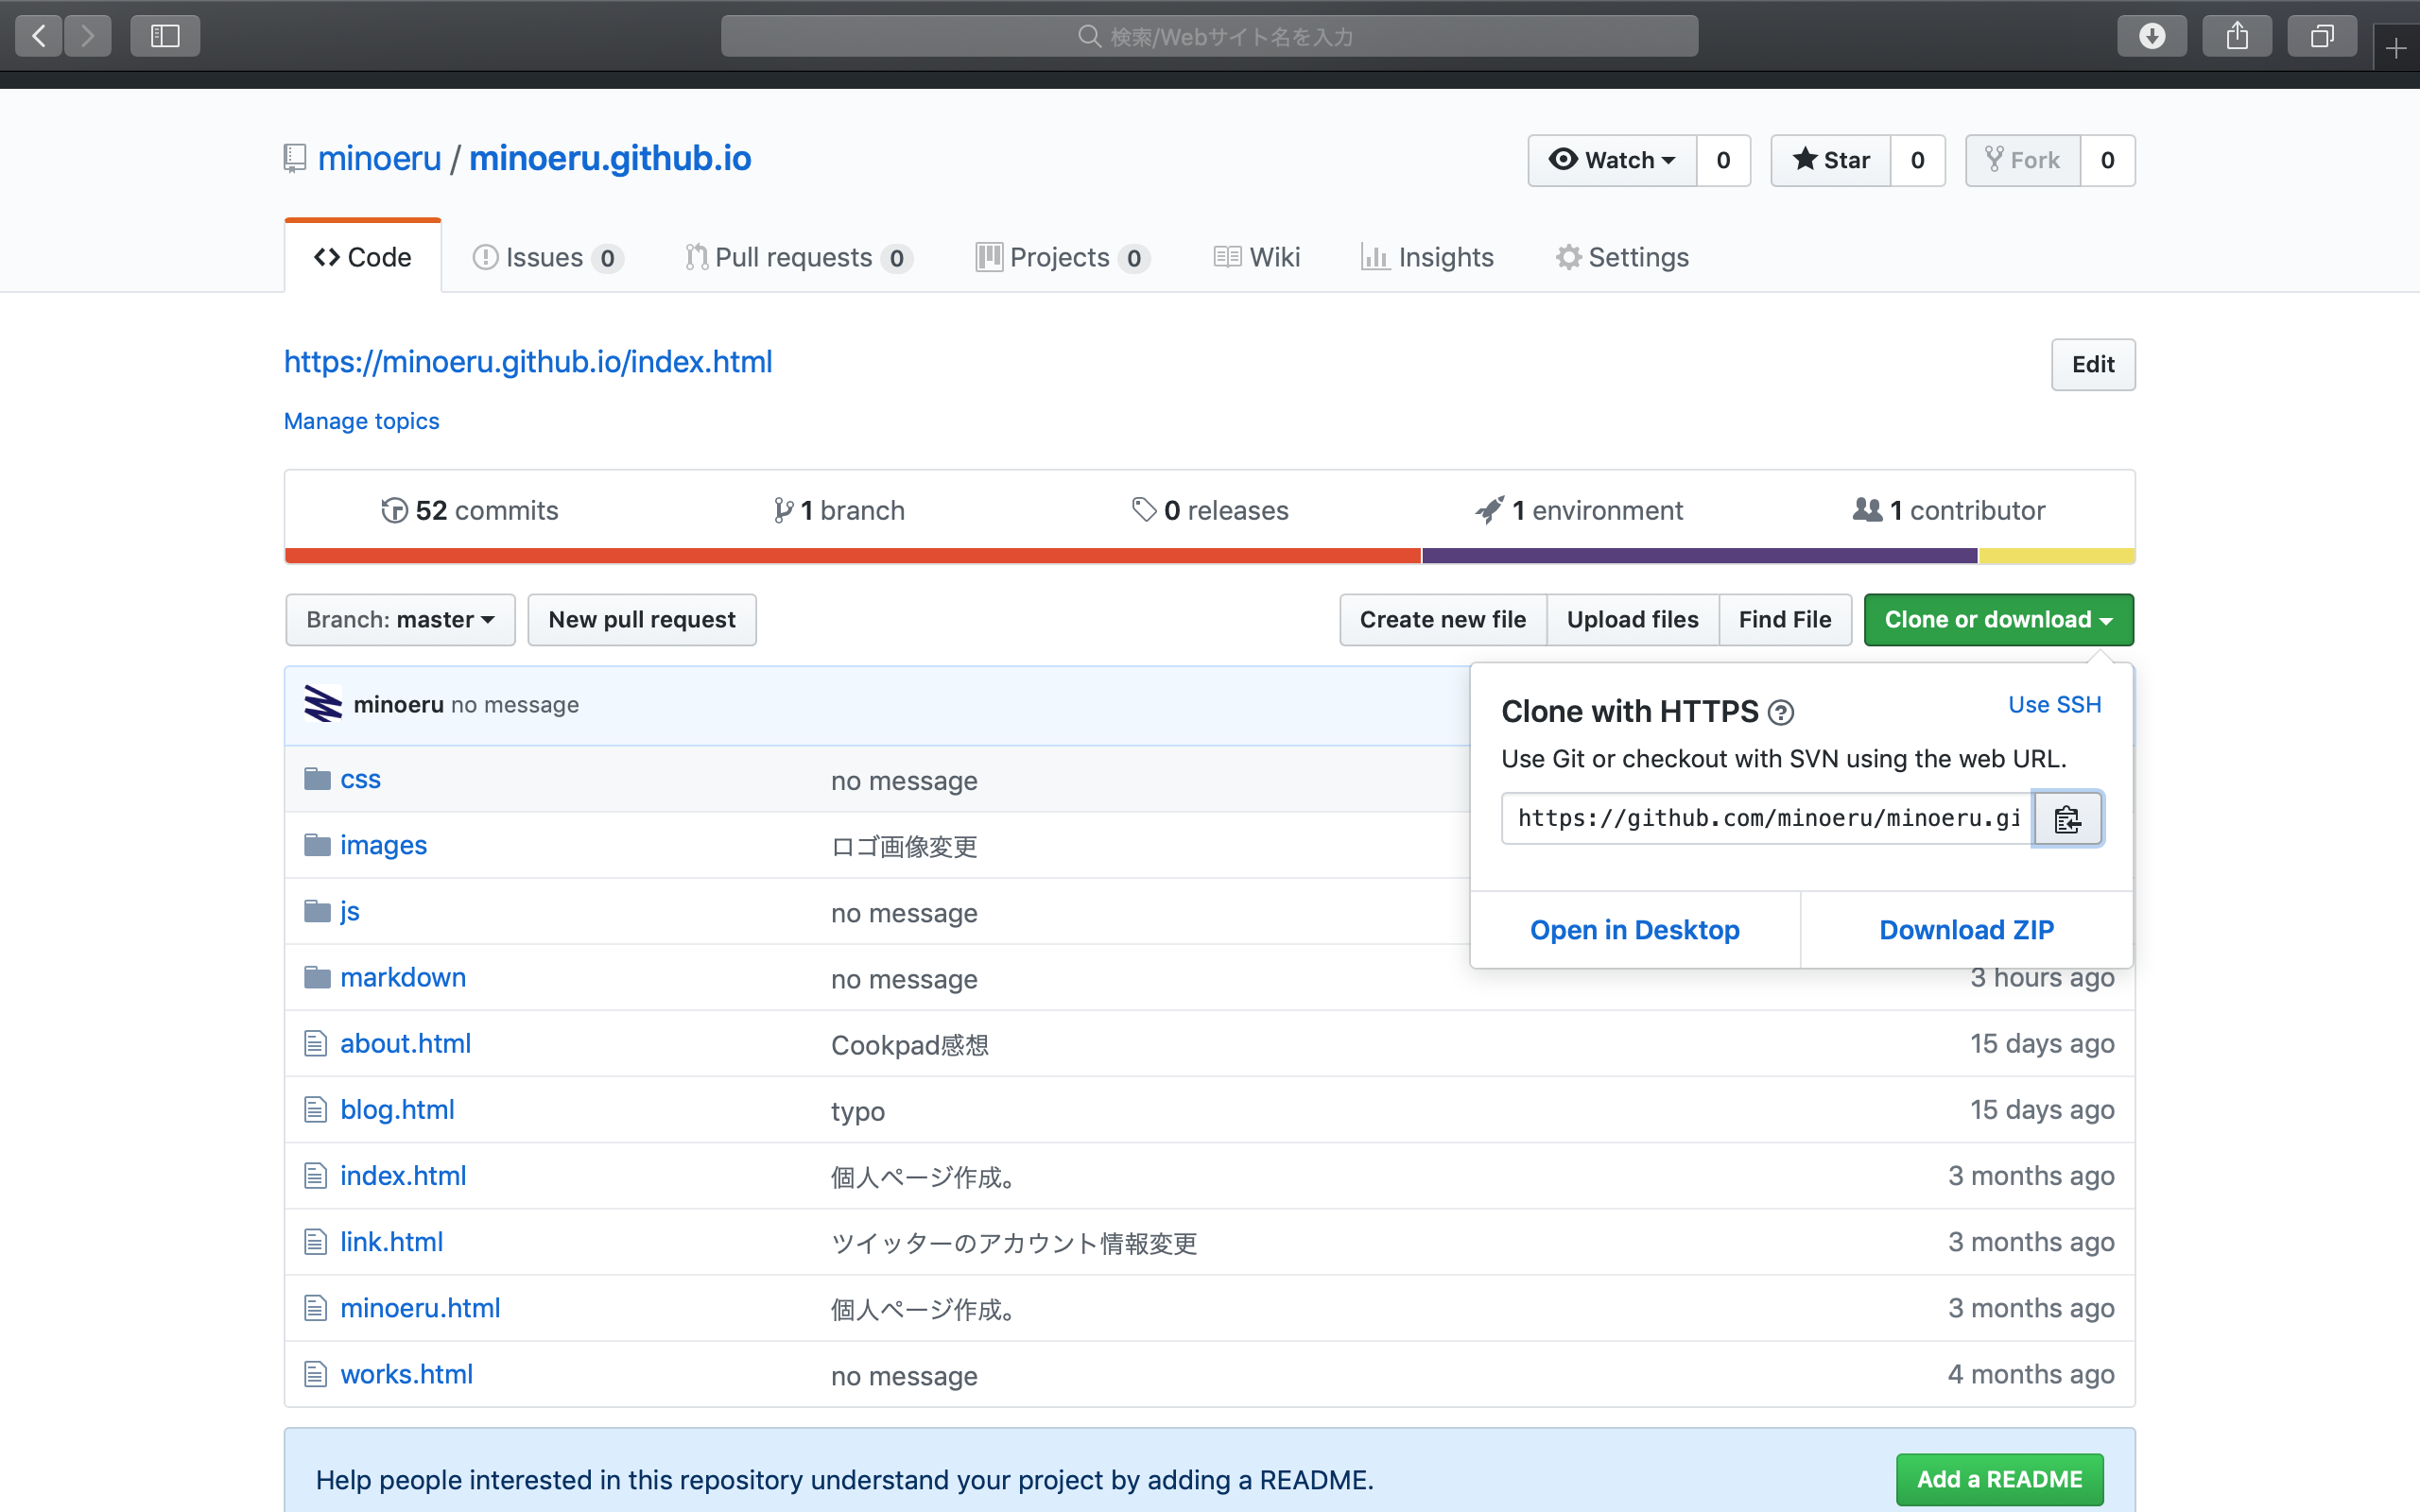 検索/Webサイト名を入力
minoeru / minoeru.github.io
Watch 0 Star 0 Fork 0
Code Issues 0 Pull requests 0 Projects 0 Wiki Insights Settings
https://minoeru.github.io/index.html
Edit
Manage topics
52 commits 1 branch 0 releases 1 environment 1 contributor
Branch: master New pull request Create new file Upload files Find File Clone or download
minoeru no message
Clone with HTTPS Use SSH
Use Git or checkout with SVN using the web URL.
https://github.com/minoeru/minoeru.gi
Open in Desktop Download ZIP
css no message
images ロゴ画像変更
js no message
markdown no message 3 hours ago
about.html Cookpad感想 15 days ago
blog.html typo 15 days ago
index.html 個人ページ作成。 3 months ago
link.html ツイッターのアカウント情報変更 3 months ago
minoeru.html 個人ページ作成。 3 months ago
works.html no message 4 months ago
Help people interested in this repository understand your project by adding a README.
Add a README